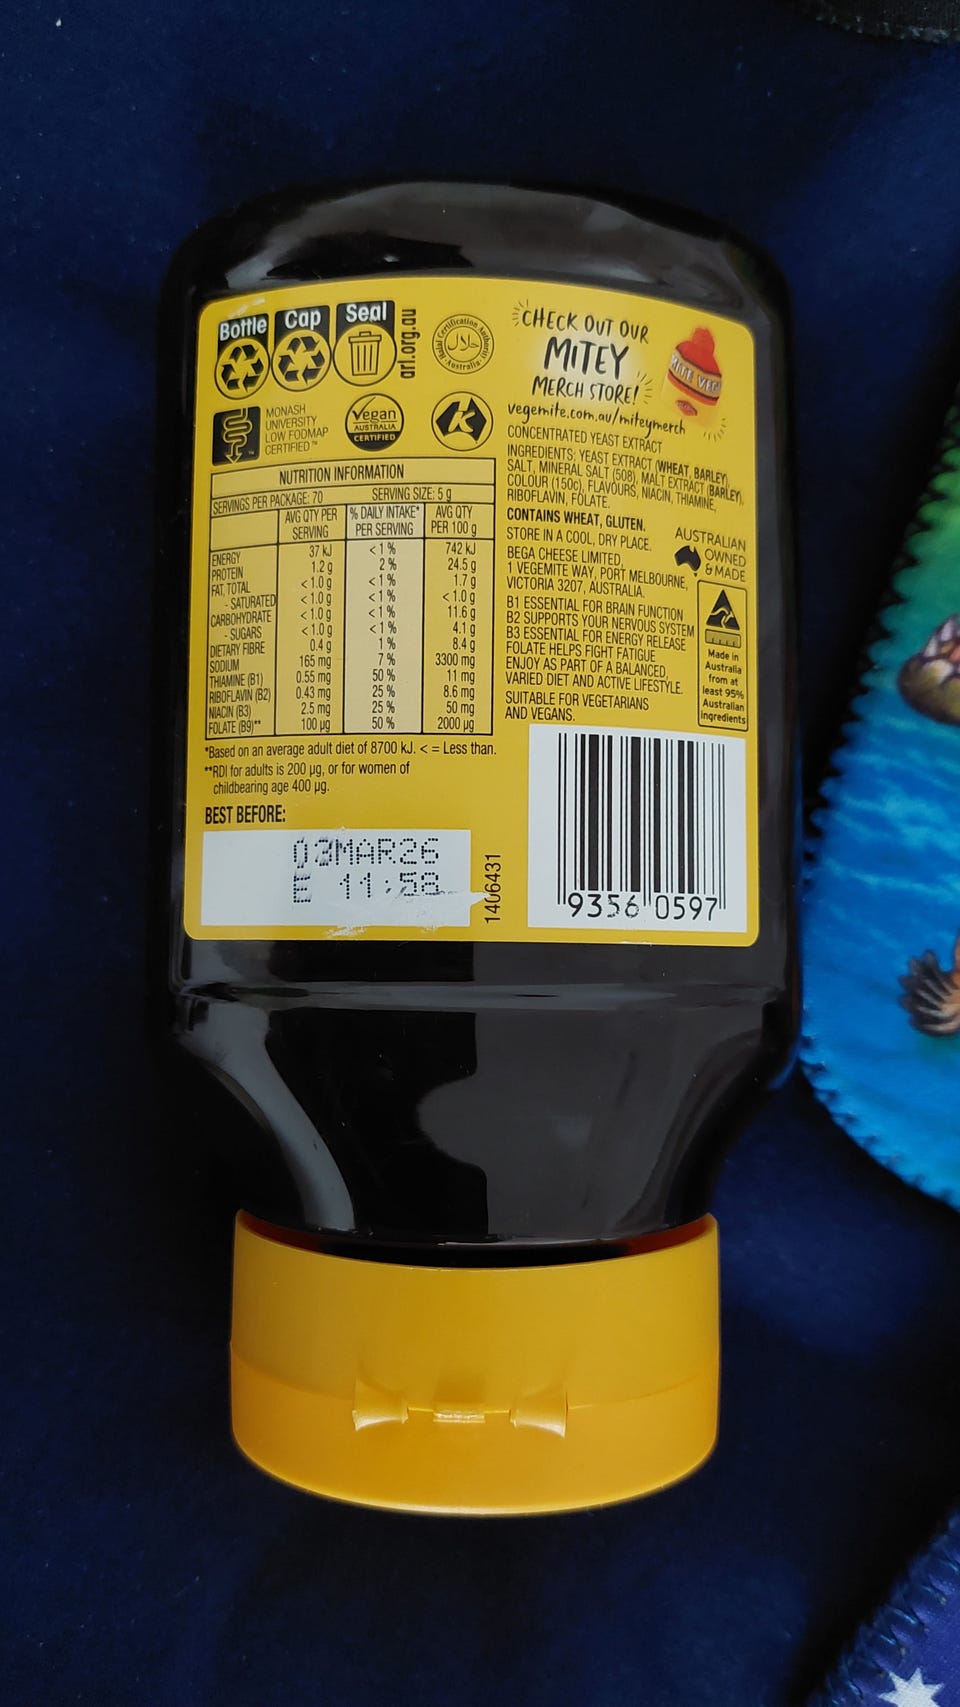 Bottle
Cap
Seal
arl.org.au
Halal Certification Authority
حلال
Australia
MONASH
UNIVERSITY
LOW FODMAP
CERTIFIED™
Vegan
AUSTRALIA
CERTIFIED
K
NUTRITION INFORMATION
SERVINGS PER PACKAGE: 70 SERVING SIZE: 5 g
AVG QTY PER SERVING % DAILY INTAKE* PER SERVING AVG QTY PER 100 g
ENERGY 37 kJ <1% 742 kJ
PROTEIN 1.2 g 2% 24.5 g
FAT, TOTAL <1.0 g <1% 1.7 g
- SATURATED <1.0 g <1% <1.0 g
CARBOHYDRATE <1.0 g <1% 11.6 g
- SUGARS <1.0 g <1% 4.1 g
DIETARY FIBRE 0.4 g 1% 8.4 g
SODIUM 165 mg 7% 3300 mg
THIAMINE (B1) 0.55 mg 50% 11 mg
RIBOFLAVIN (B2) 0.43 mg 25% 8.6 mg
NIACIN (B3) 2.5 mg 25% 50 mg
FOLATE (B9)** 100 µg 50% 2000 µg
*Based on an average adult diet of 8700 kJ. < = Less than.
**RDI for adults is 200 µg, or for women of
childbearing age 400 µg.
BEST BEFORE:
03MAR26
E 11:58
1406431
CHECK OUT OUR
MITEY
MERCH STORE!
vegemite.com.au/miteymerch
CONCENTRATED YEAST EXTRACT
INGREDIENTS: YEAST EXTRACT (WHEAT, BARLEY),
SALT, MINERAL SALT (508), MALT EXTRACT (BARLEY),
COLOUR (150c), FLAVOURS, NIACIN, THIAMINE,
RIBOFLAVIN, FOLATE.
CONTAINS WHEAT, GLUTEN.
STORE IN A COOL, DRY PLACE.
BEGA CHEESE LIMITED,
1 VEGEMITE WAY, PORT MELBOURNE,
VICTORIA 3207, AUSTRALIA.
B1 ESSENTIAL FOR BRAIN FUNCTION
B2 SUPPORTS YOUR NERVOUS SYSTEM
B3 ESSENTIAL FOR ENERGY RELEASE
FOLATE HELPS FIGHT FATIGUE
ENJOY AS PART OF A BALANCED,
VARIED DIET AND ACTIVE LIFESTYLE.
SUITABLE FOR VEGETARIANS
AND VEGANS.
AUSTRALIAN
OWNED
& MADE
Made in
Australia
from at
least 95%
Australian
ingredients
9356 0597